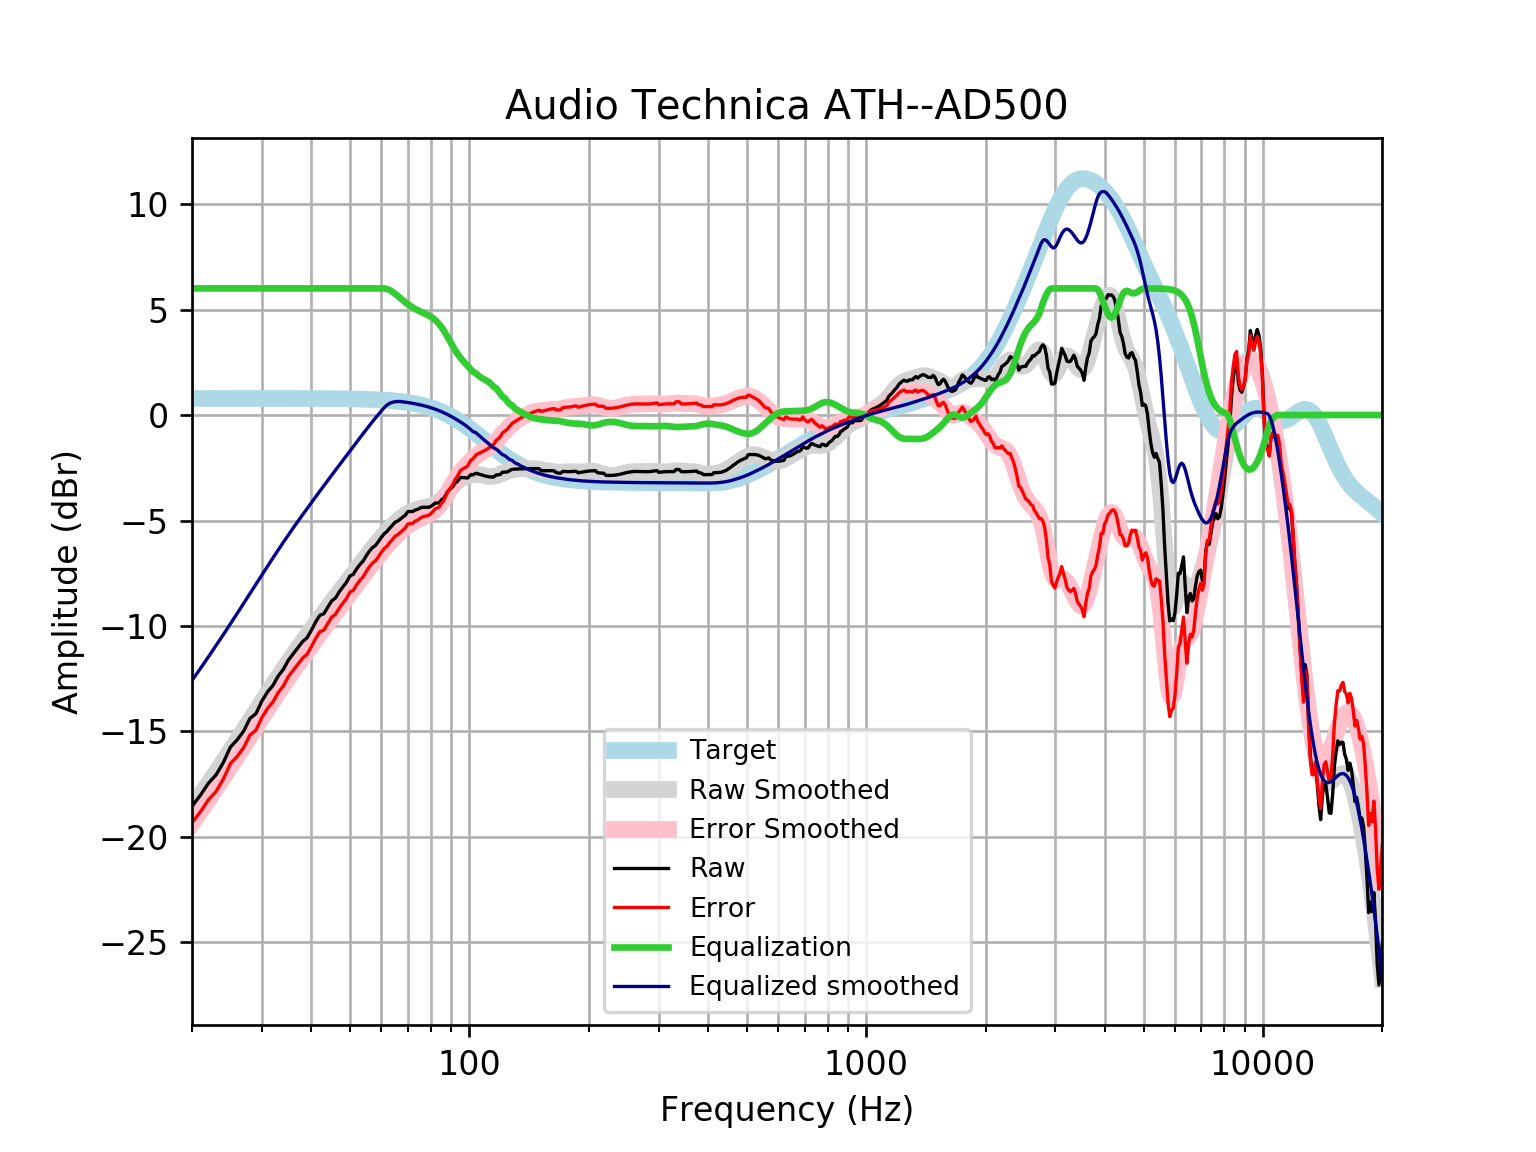 Audio Technica ATH--AD500
10
5
0
−5
−10
−15
−20
−25
Amplitude (dBr)
Target
Raw Smoothed
Error Smoothed
Raw
Error
Equalization
Equalized smoothed
100
1000
10000
Frequency (Hz)